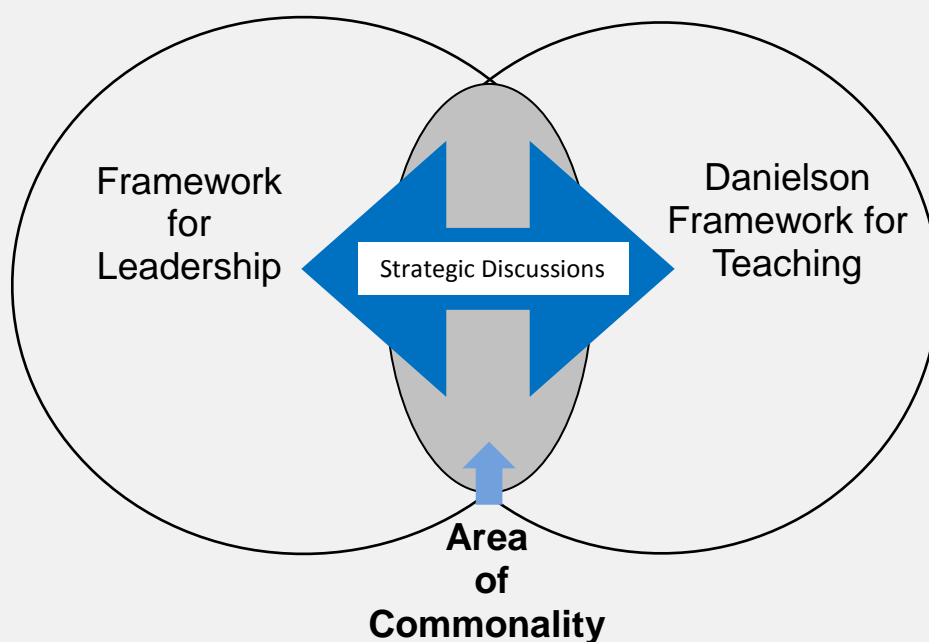 Framework
for
Leadership
Strategic Discussions
Danielson
Framework for
Teaching
Area
of
Commonality